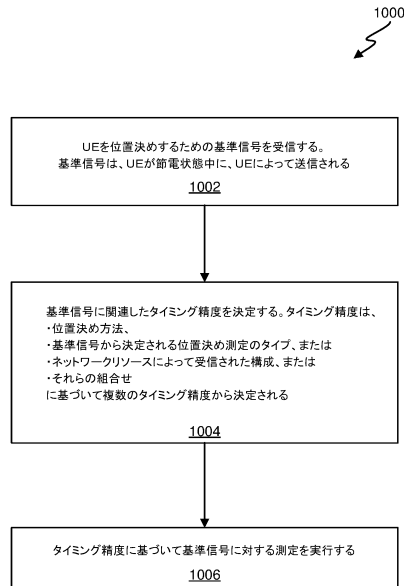 1000
UEを位置決めするための基準信号を受信する。
基準信号は、UEが節電状態中に、UEによって送信される
1002
基準信号に関連したタイミング精度を決定する。タイミング精度は、
・位置決め方法、
・基準信号から決定される位置決め測定のタイプ、または
・ネットワークリソースによって受信された構成、または
・それらの組合せ
に基づいて複数のタイミング精度から決定される
1004
タイミング精度に基づいて基準信号に対する測定を実行する
1006